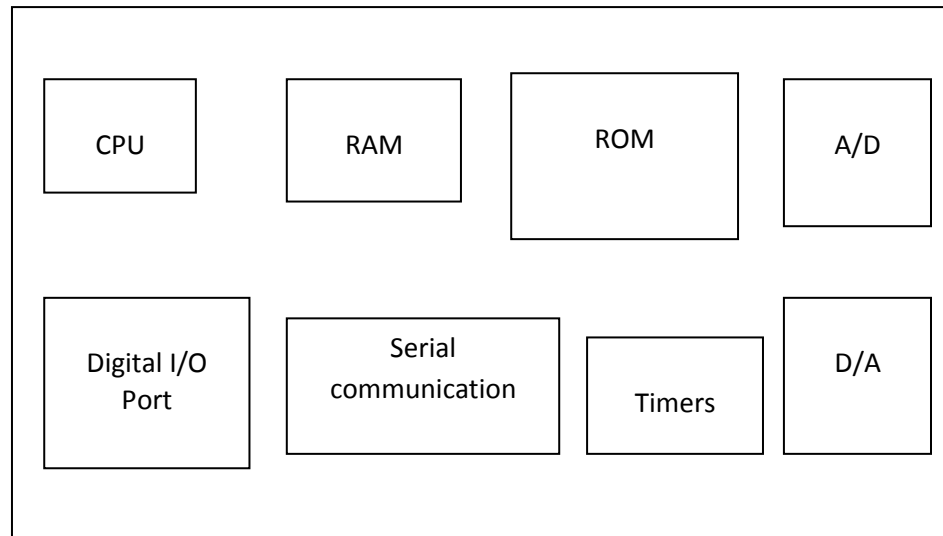 CPU
RAM
ROM
A/D
Digital I/O
Port
Serial
communication
Timers
D/A